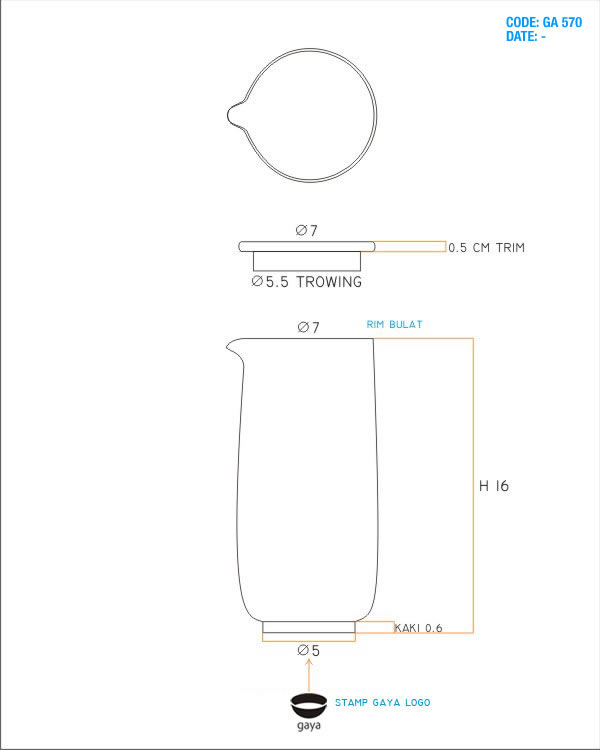 CODE: GA 570
DATE: -
Ø7
0.5 CM TRIM
Ø5.5 TROWING
Ø7
RIM BULAT
H 16
KAKI 0.6
Ø5
STAMP GAYA LOGO
gaya